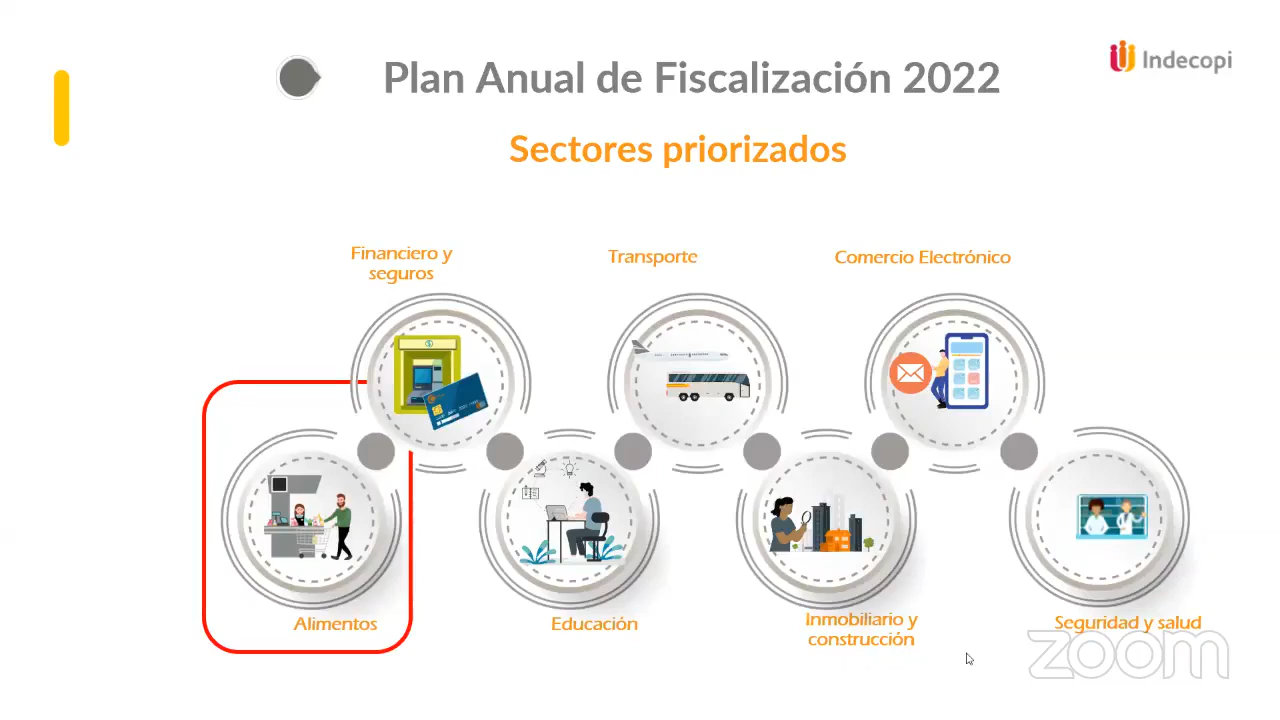 Plan Anual de Fiscalización 2022
Indecopi
Sectores priorizados
Financiero y
seguros
Transporte
Comercio Electrónico
Alimentos
Educación
Inmobiliario y
construcción
Seguridad y salud
zoom